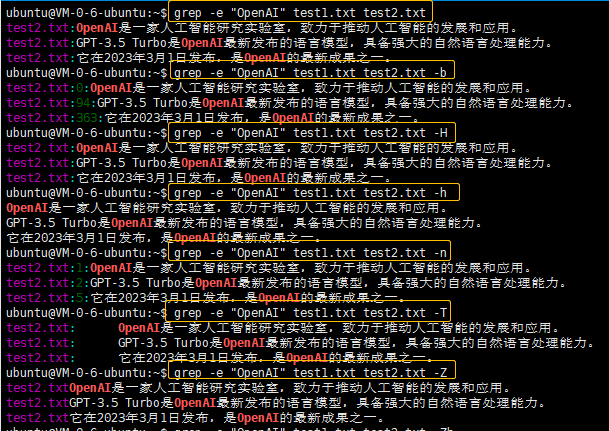 ubuntu@VM-0-6-ubuntu:~$ grep -e "OpenAI" test1.txt test2.txt
test2.txt:OpenAI是一家人工智能研究实验室，致力于推动人工智能的发展和应用。
test2.txt:GPT-3.5 Turbo是OpenAI最新发布的语言模型，具备强大的自然语言处理能力。
test2.txt:它在2023年3月1日发布，是OpenAI的最新成果之一。
ubuntu@VM-0-6-ubuntu:~$ grep -e "OpenAI" test1.txt test2.txt -b
test2.txt:0:OpenAI是一家人工智能研究实验室，致力于推动人工智能的发展和应用。
test2.txt:94:GPT-3.5 Turbo是OpenAI最新发布的语言模型，具备强大的自然语言处理能力。
test2.txt:363:它在2023年3月1日发布，是OpenAI的最新成果之一。
ubuntu@VM-0-6-ubuntu:~$ grep -e "OpenAI" test1.txt test2.txt -H
test2.txt:OpenAI是一家人工智能研究实验室，致力于推动人工智能的发展和应用。
test2.txt:GPT-3.5 Turbo是OpenAI最新发布的语言模型，具备强大的自然语言处理能力。
test2.txt:它在2023年3月1日发布，是OpenAI的最新成果之一。
ubuntu@VM-0-6-ubuntu:~$ grep -e "OpenAI" test1.txt test2.txt -h
OpenAI是一家人工智能研究实验室，致力于推动人工智能的发展和应用。
GPT-3.5 Turbo是OpenAI最新发布的语言模型，具备强大的自然语言处理能力。
它在2023年3月1日发布，是OpenAI的最新成果之一。
ubuntu@VM-0-6-ubuntu:~$ grep -e "OpenAI" test1.txt test2.txt -n
test2.txt:1:OpenAI是一家人工智能研究实验室，致力于推动人工智能的发展和应用。
test2.txt:2:GPT-3.5 Turbo是OpenAI最新发布的语言模型，具备强大的自然语言处理能力。
test2.txt:5:它在2023年3月1日发布，是OpenAI的最新成果之一。
ubuntu@VM-0-6-ubuntu:~$ grep -e "OpenAI" test1.txt test2.txt -T
test2.txt:      OpenAI是一家人工智能研究实验室，致力于推动人工智能的发展和应用。
test2.txt:      GPT-3.5 Turbo是OpenAI最新发布的语言模型，具备强大的自然语言处理能力。
test2.txt:      它在2023年3月1日发布，是OpenAI的最新成果之一。
ubuntu@VM-0-6-ubuntu:~$ grep -e "OpenAI" test1.txt test2.txt -Z
test2.txtOpenAI是一家人工智能研究实验室，致力于推动人工智能的发展和应用。
test2.txtGPT-3.5 Turbo是OpenAI最新发布的语言模型，具备强大的自然语言处理能力。
test2.txt它在2023年3月1日发布，是OpenAI的最新成果之一。